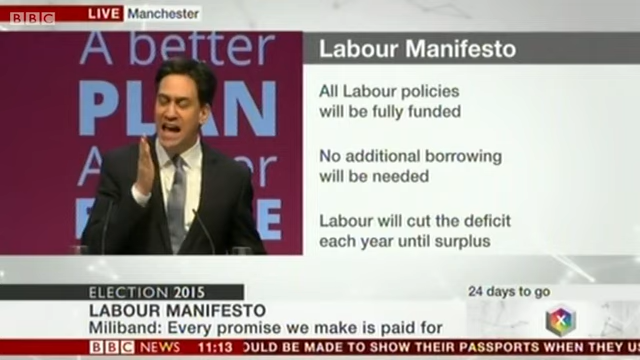 BBC
LIVE Manchester
A better
PLAN
Labour Manifesto
All Labour policies
will be fully funded
No additional borrowing
will be needed
Labour will cut the deficit
each year until surplus
ELECTION 2015
24 days to go
LABOUR MANIFESTO
Miliband: Every promise we make is paid for
X
BBC NEWS 11:13 OULD BE MADE TO SHOW THEIR PASSPORTS WHEN THEY U